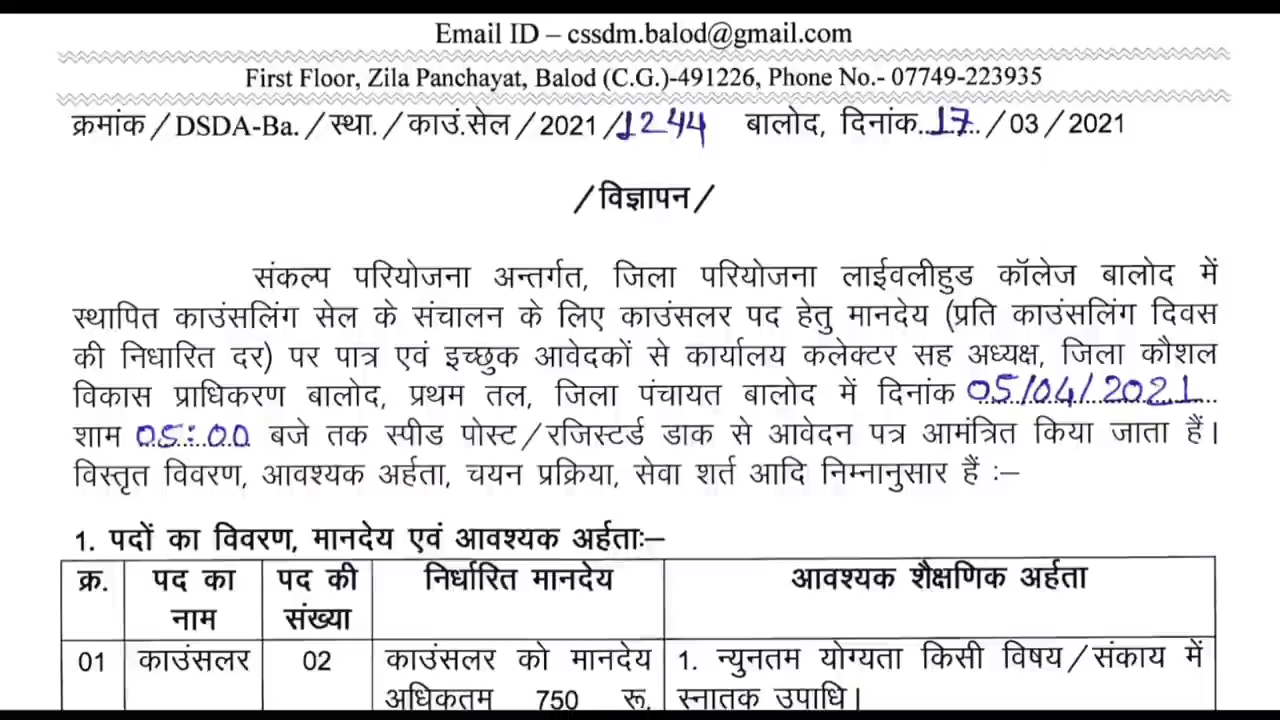 Email ID – cssdm.balod@gmail.com
First Floor, Zila Panchayat, Balod (C.G.)-491226, Phone No.- 07749-223935
क्रमांक/DSDA-Ba./स्था./काउं.सेल/2021/1244 बालोद, दिनांक..17../03/2021
/विज्ञापन/
संकल्प परियोजना अन्तर्गत, जिला परियोजना लाईवलीहुड कॉलेज बालोद में
स्थापित काउंसलिंग सेल के संचालन के लिए काउंसलर पद हेतु मानदेय (प्रति काउंसलिंग दिवस
की निधारित दर) पर पात्र एवं इच्छुक आवेदकों से कार्यालय कलेक्टर सह अध्यक्ष, जिला कौशल
विकास प्राधिकरण बालोद, प्रथम तल, जिला पंचायत बालोद में दिनांक 05/04/2021
शाम 05:00 बजे तक स्पीड पोस्ट/रजिस्टर्ड डाक से आवेदन पत्र आमंत्रित किया जाता हैं।
विस्तृत विवरण, आवश्यक अर्हता, चयन प्रक्रिया, सेवा शर्त आदि निम्नानुसार हैं :–
1. पदों का विवरण, मानदेय एवं आवश्यक अर्हताः–
क्र. पद का नाम पद की संख्या निर्धारित मानदेय आवश्यक शैक्षणिक अर्हता
01 काउंसलर 02 काउंसलर को मानदेय 1. न्युनतम योग्यता किसी विषय/संकाय में
अधिकतम 750 रू. स्नातक उपाधि।